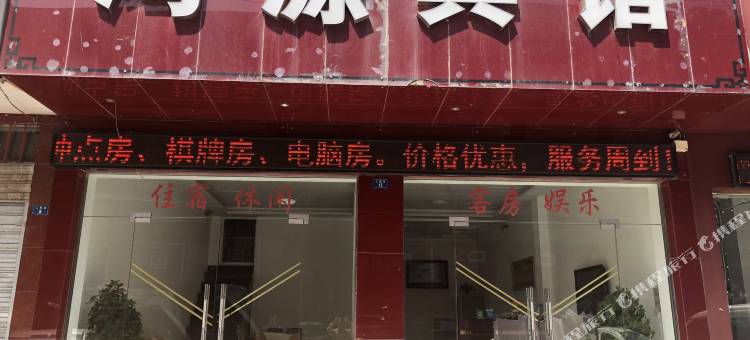 源宾馆
钟点房、棋牌房、电脑房。价格优惠，服务周到！
住宿 休闲
客房 娱乐
携程旅行